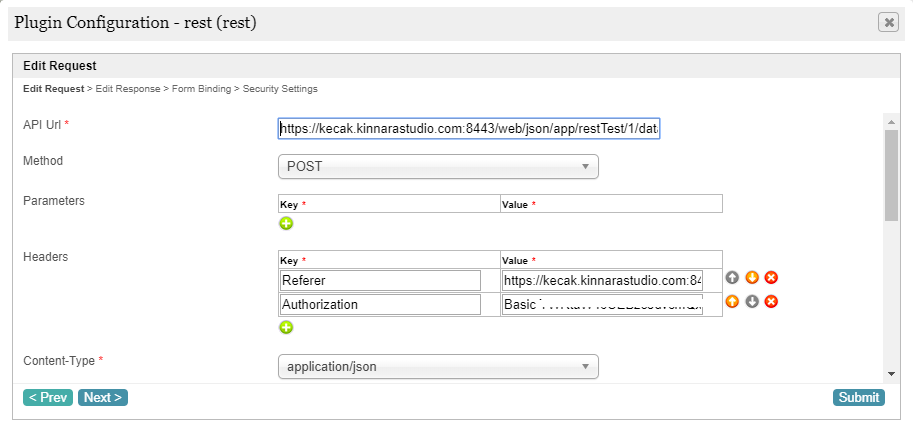 Plugin Configuration - rest (rest)
Edit Request
Edit Request > Edit Response > Form Binding > Security Settings
API Url *
https://kecak.kinnarastudio.com:8443/web/json/app/restTest/1/data
Method
POST
Parameters
Key * Value *
Headers
Key * Value *
Referer https://kecak.kinnarastudio.com:84
Authorization Basic
Content-Type *
application/json
< Prev Next > Submit